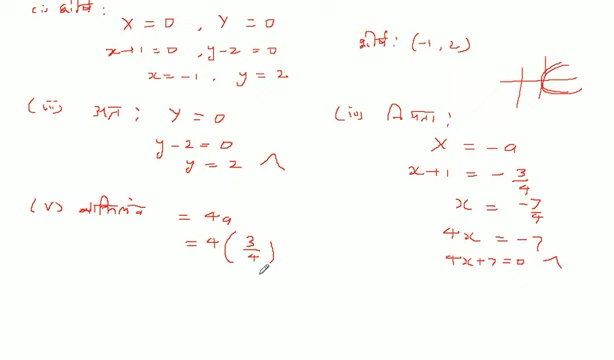 X = 0 , Y = 0
x+1 = 0 , y-2 = 0
x = -1 , y = 2
शीर्ष : (-1, 2)
(iii) अक्ष : Y = 0
y - 2 = 0
y = 2
(iv) नियता :
X = -a
x+1 = - 3/4
x = -7/4
4x = -7
4x+7 = 0
(v) = 4a
= 4 ( 3/4 )